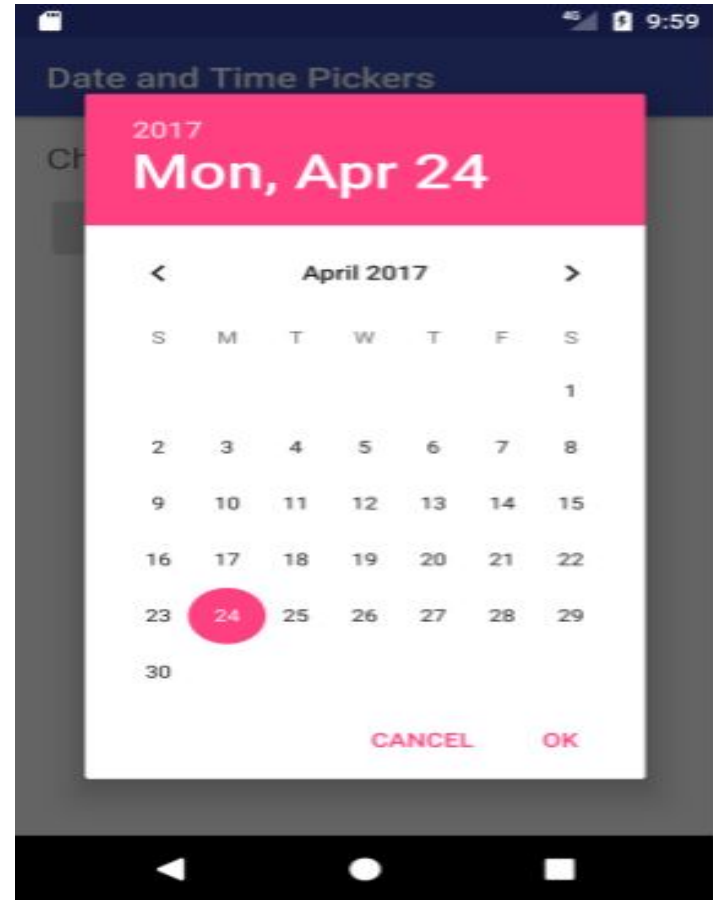 4G 9:59
Date and Time Pickers
Ch
2017
Mon, Apr 24
April 2017
S M T W T F S
1
2 3 4 5 6 7 8
9 10 11 12 13 14 15
16 17 18 19 20 21 22
23 24 25 26 27 28 29
30
CANCEL OK